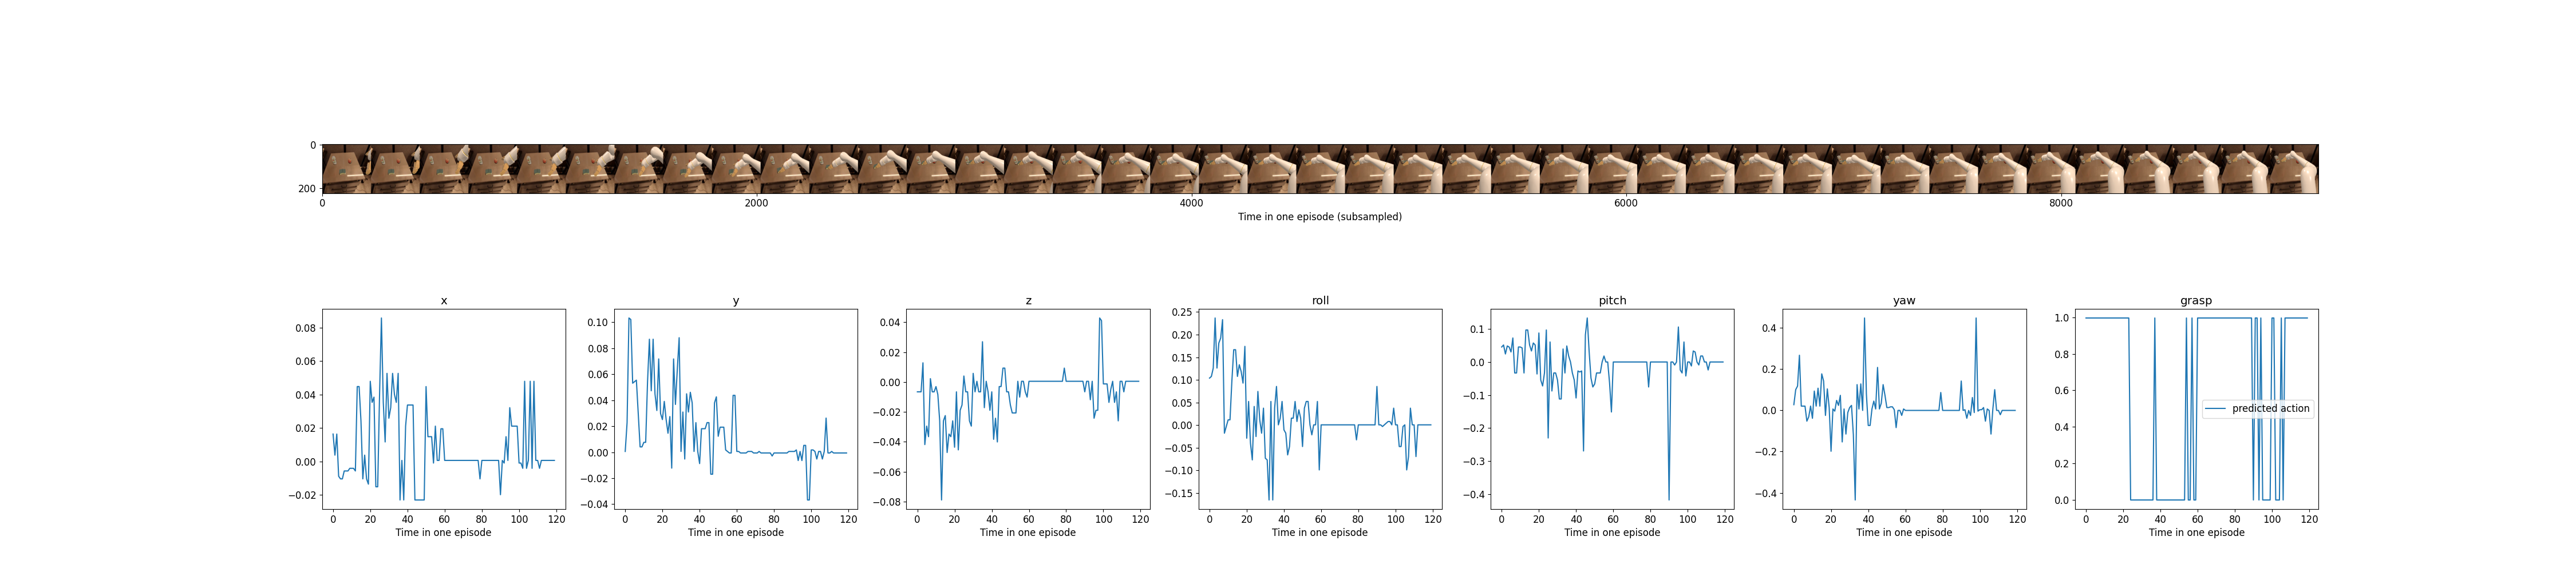 0
200
0 2000 4000 6000 8000
Time in one episode (subsampled)
x
0.08
0.06
0.04
0.02
0.00
−0.02
0 20 40 60 80 100 120
Time in one episode
y
0.10
0.08
0.06
0.04
0.02
0.00
−0.02
−0.04
0 20 40 60 80 100 120
Time in one episode
z
0.04
0.02
0.00
−0.02
−0.04
−0.06
−0.08
0 20 40 60 80 100 120
Time in one episode
roll
0.25
0.20
0.15
0.10
0.05
0.00
−0.05
−0.10
−0.15
0 20 40 60 80 100 120
Time in one episode
pitch
0.1
0.0
−0.1
−0.2
−0.3
−0.4
0 20 40 60 80 100 120
Time in one episode
yaw
0.4
0.2
0.0
−0.2
−0.4
0 20 40 60 80 100 120
Time in one episode
grasp
1.0
0.8
0.6
0.4
0.2
0.0
predicted action
0 20 40 60 80 100 120
Time in one episode